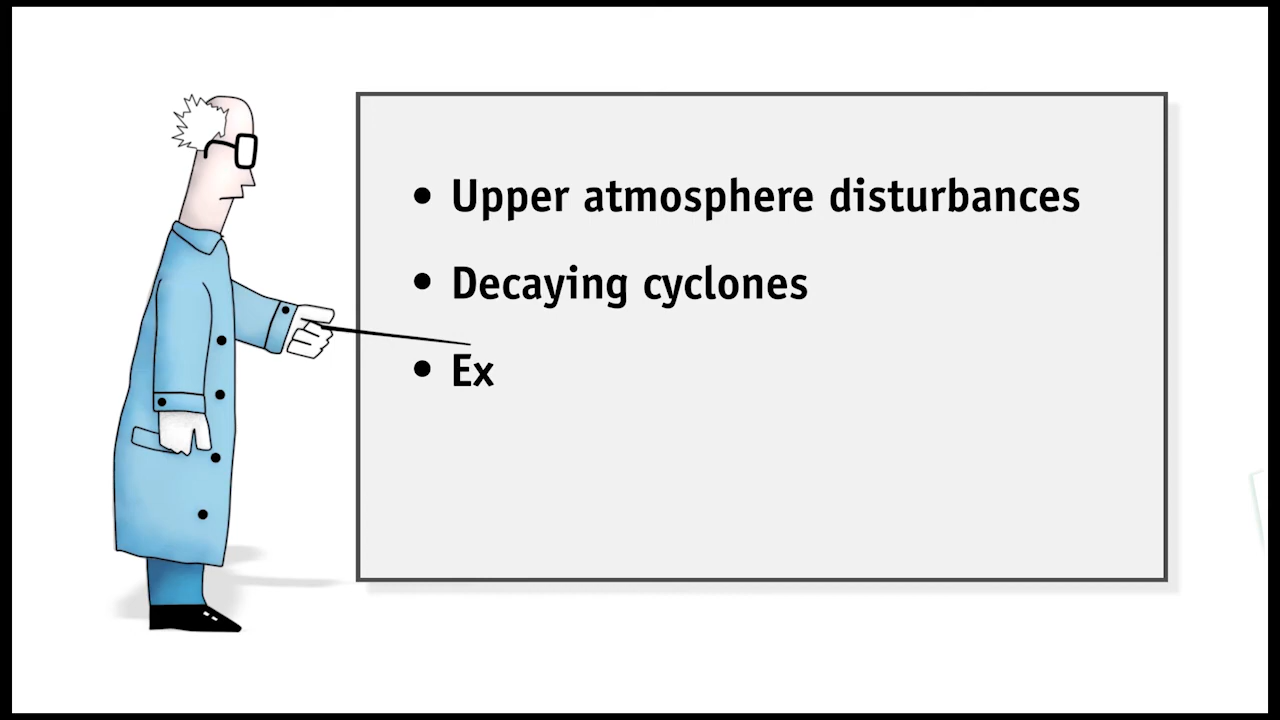 • Upper atmosphere disturbances
• Decaying cyclones
• Ex